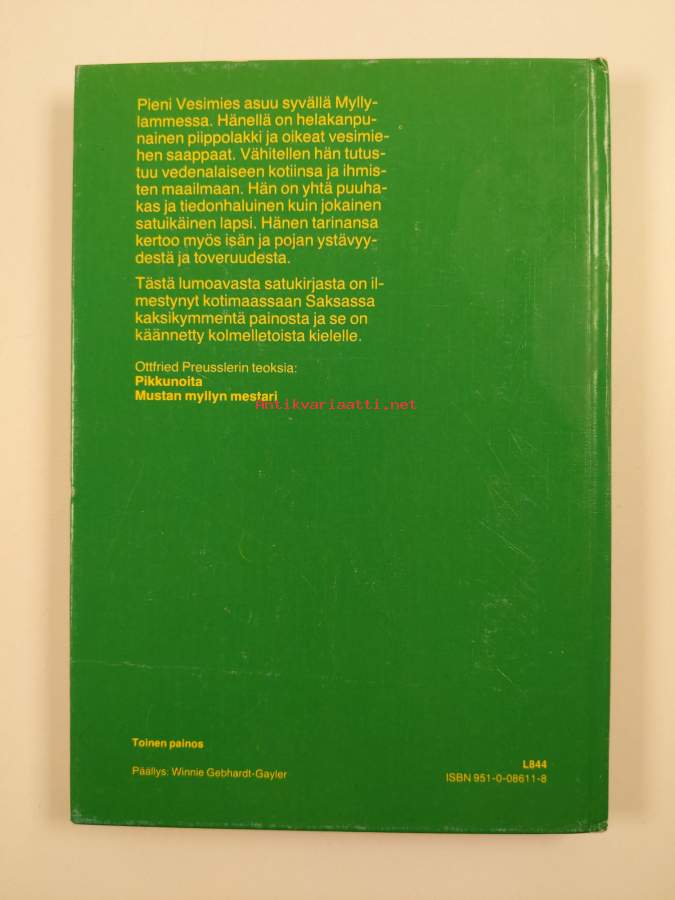 Pieni Vesimies asuu syvällä Mylly-
lammessa. Hänellä on helakanpu-
nainen piippolakki ja oikeat vesimie-
hen saappaat. Vähitellen hän tutus-
tuu vedenalaiseen kotiinsa ja ihmis-
ten maailmaan. Hän on yhtä puuha-
kas ja tiedonhaluinen kuin jokainen
satuikäinen lapsi. Hänen tarinansa
kertoo myös isän ja pojan ystävyy-
destä ja toveruudesta.
Tästä lumoavasta satukirjasta on il-
mestynyt kotimaassaan Saksassa
kaksikymmentä painosta ja se on
käännetty kolmelletoista kielelle.
Ottfried Preusslerin teoksia:
Pikkunoita
Mustan myllyn mestari
Antikvariaatti.net
Toinen painos
Päällys: Winnie Gebhardt-Gayler
L844
ISBN 951-0-08611-8